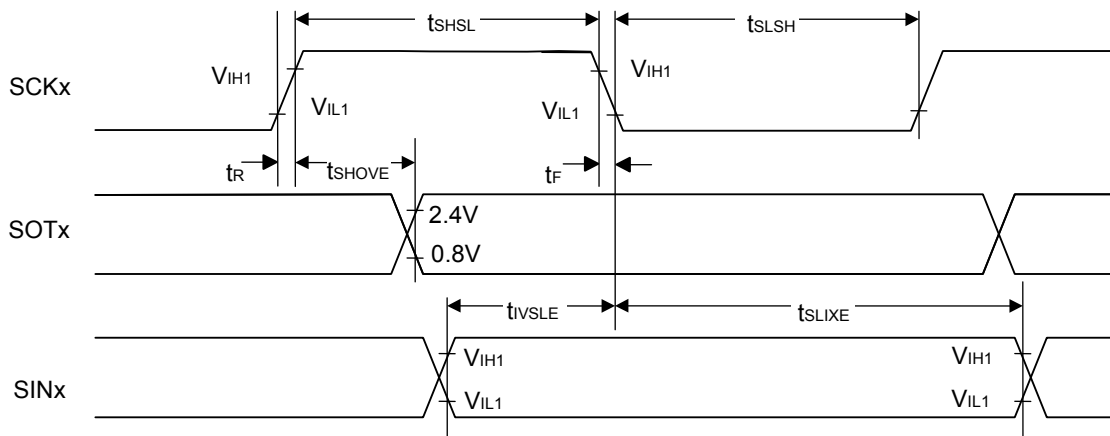 tSHSL
tSLSH
SCKx
VIH1
VIL1
VIL1
VIH1
tR
tSHOVE
tF
SOTx
2.4V
0.8V
tIVSLE
tSLIXE
SINx
VIH1
VIL1
VIH1
VIL1